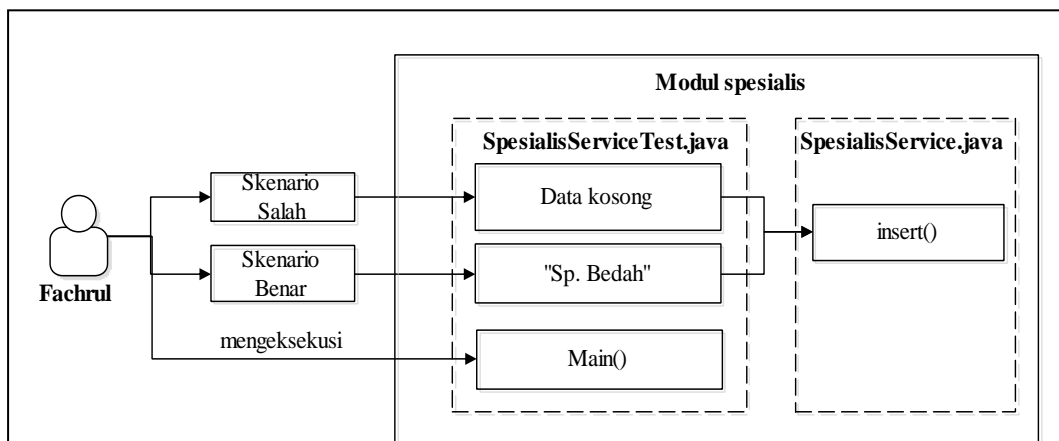 Modul spesialis
SpesialisServiceTest.java
SpesialisService.java
Skenario
Salah
Data kosong
insert()
Skenario
Benar
"Sp. Bedah"
Fachrul
mengeksekusi
Main()